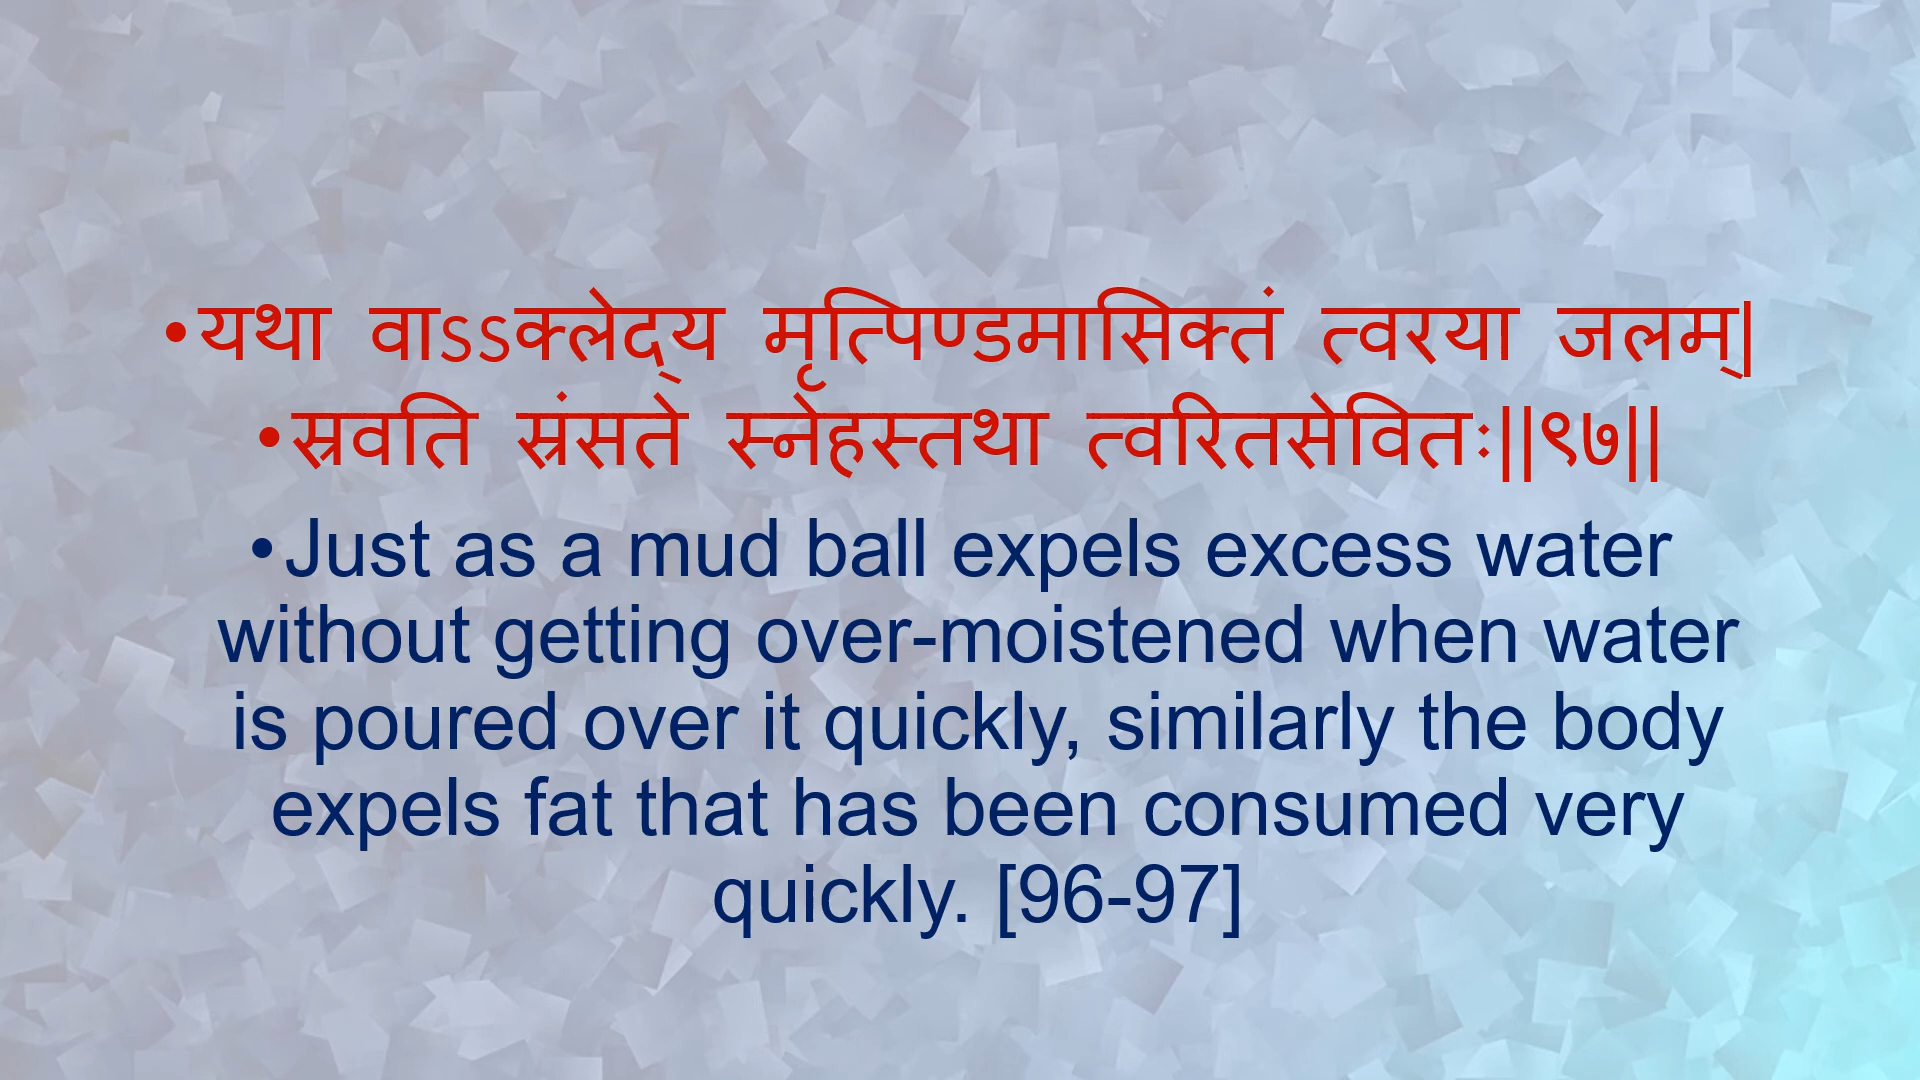 •यथा वाऽऽक्लेद्य मृत्पिण्डमासिक्तं त्वरया जलम्|
•स्रवति स्रंसते स्नेहस्तथा त्वरितसेवितः||९७||
•Just as a mud ball expels excess water
without getting over-moistened when water
is poured over it quickly, similarly the body
expels fat that has been consumed very
quickly. [96-97]